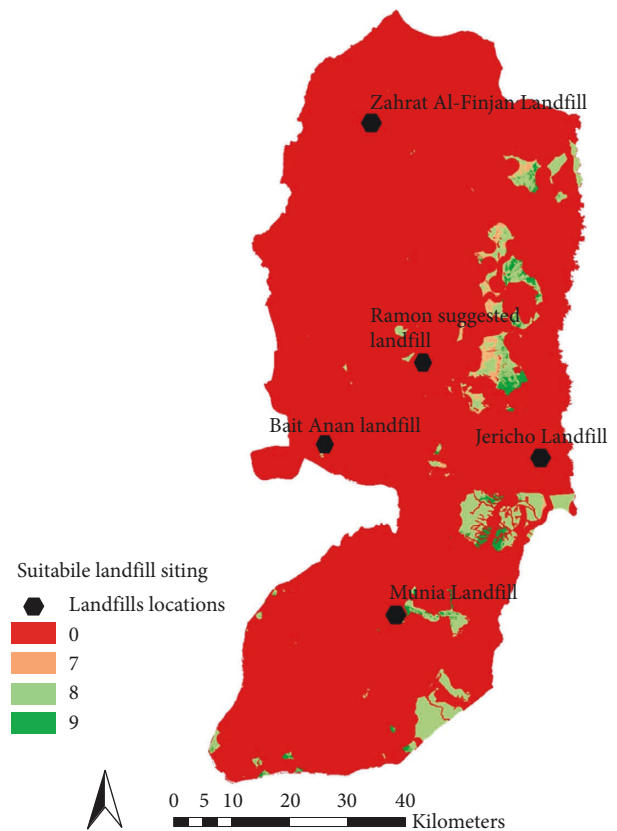 Zahrat Al-Finjan Landfill
Ramon suggested
landfill
Bait Anan landfill
Jericho Landfill
Munia Landfill
Suitabile landfill siting
Landfills locations
0
7
8
9
0 5 10 20 30 40
Kilometers